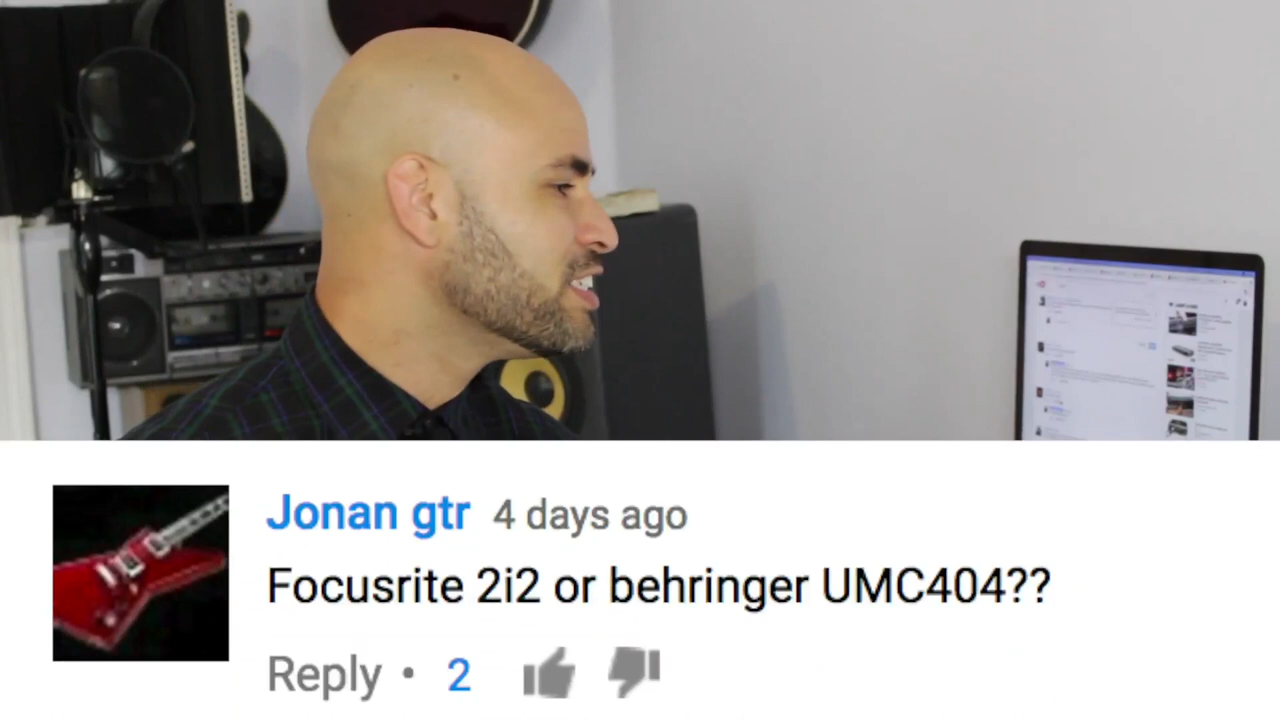 Jonan gtr 4 days ago
Focusrite 2i2 or behringer UMC404??
Reply • 2